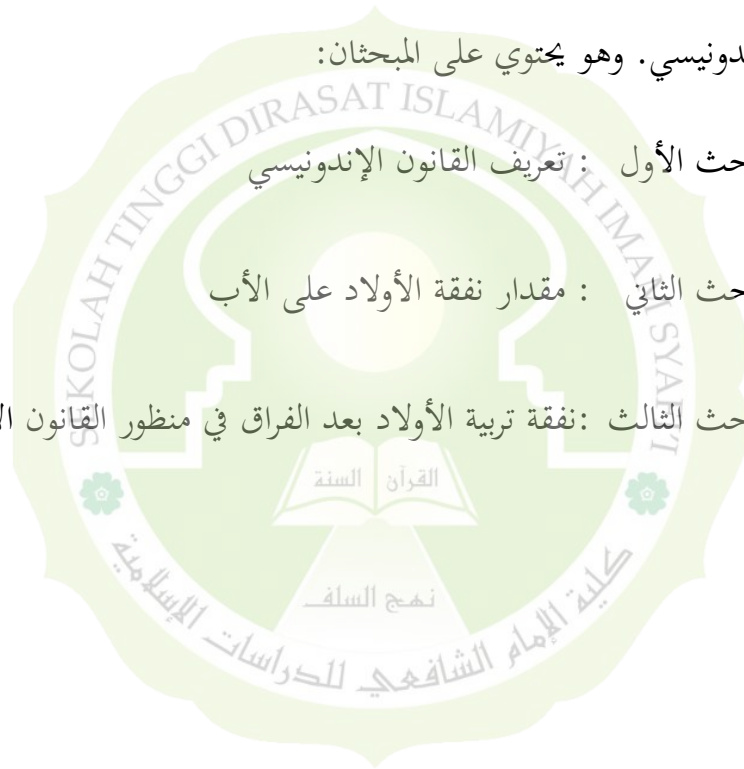 دونيسي. وهو يحتوي على المبحثان:
حث الأول : تعريف القانون الإندونيسي
حث الثاني : مقدار نفقة الأولاد على الأب
حث الثالث :نفقة تربية الأولاد بعد الفراق في منظور القانون ال
SEKOLAH TINGGI DIRASAT ISLAMIYAH IMAM SYAFI'I
القرآن السنة
نهج السلف
كلية الإمام الشافعي للدراسات الإسلامية